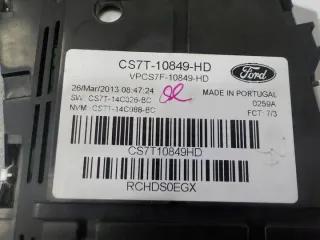 CS7T-10849-HD
VPCS7F-10849-HD
Ford
26/Mar/2013 08:47:24
MADE IN PORTUGAL
SW: CS7T-14C026-BC
0259A
NVM: CS7T-14C088-BC
FCT: 7/3
CS7T10849HD
RCHDS0EGX